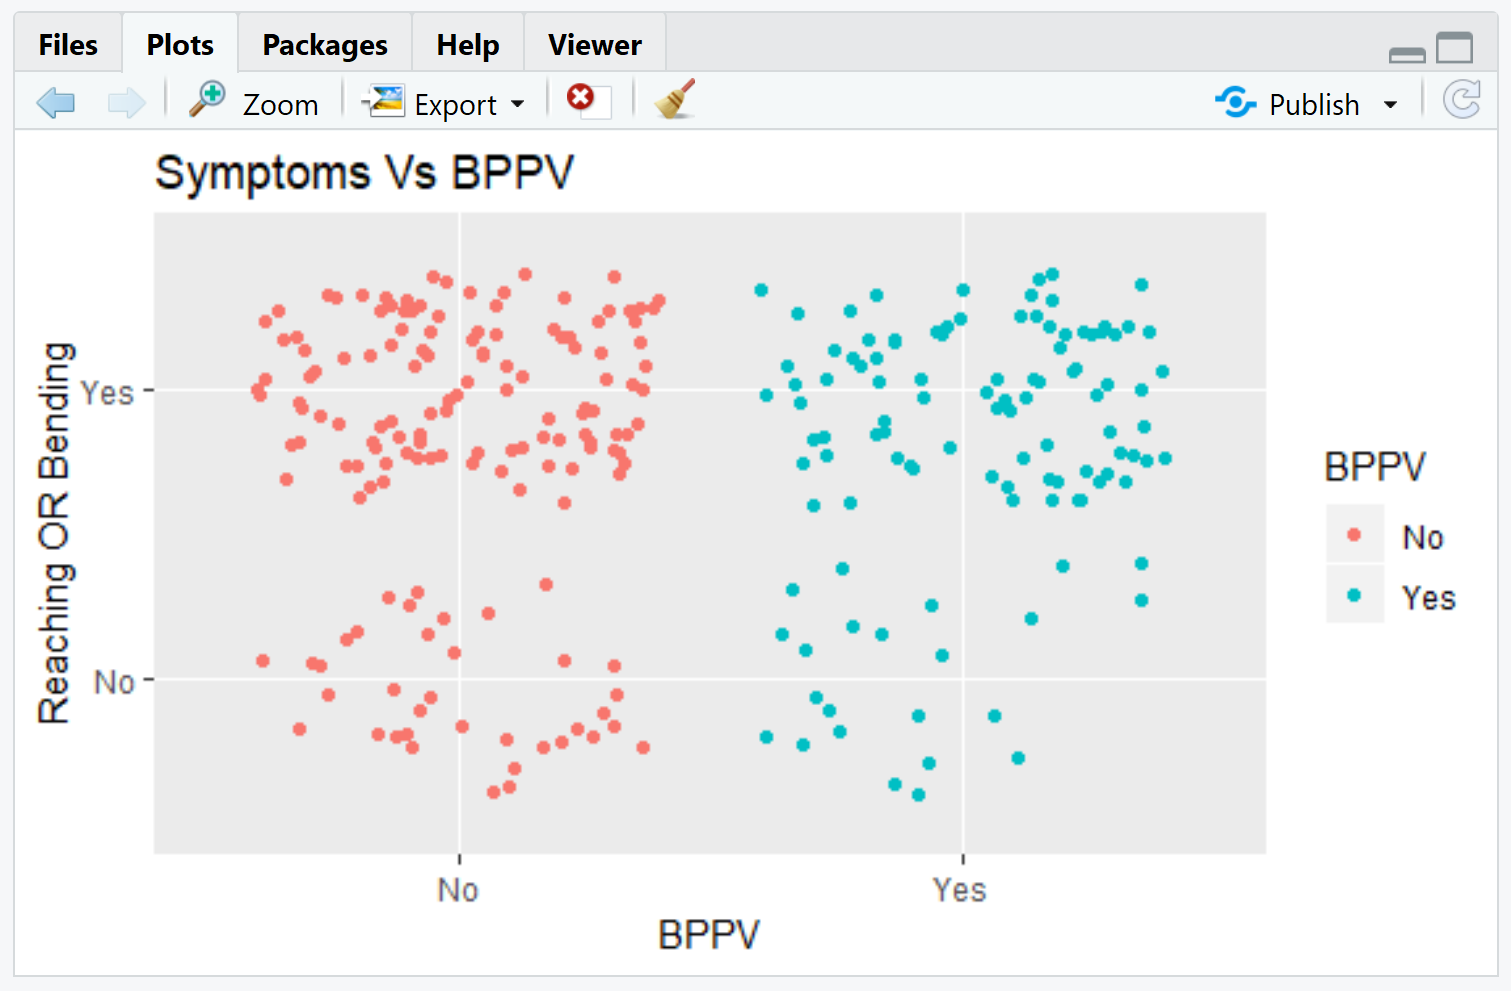 Files Plots Packages Help Viewer
Zoom Export Publish
Symptoms Vs BPPV
Reaching OR Bending
Yes
No
No Yes
BPPV
BPPV
No
Yes